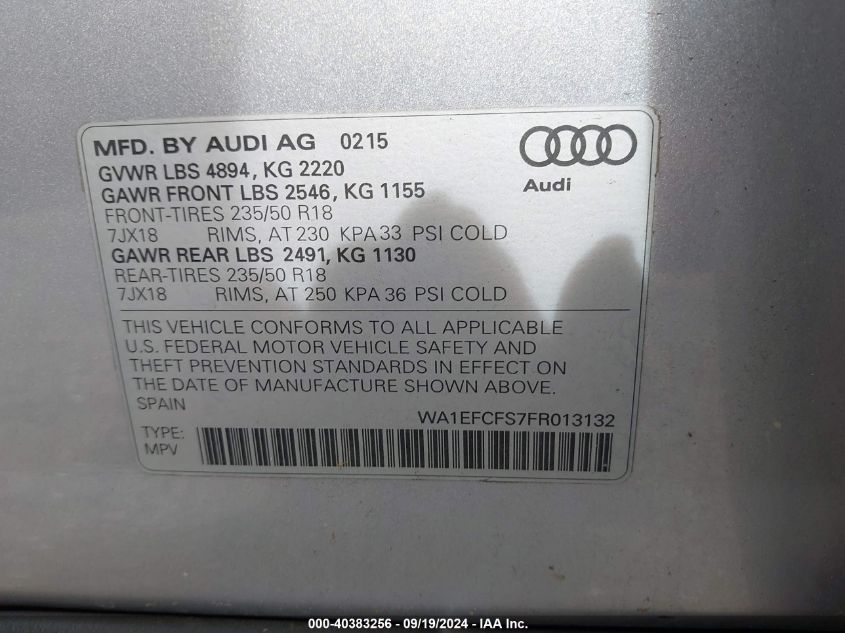 MFD. BY AUDI AG 0215
GVWR LBS 4894, KG 2220
GAWR FRONT LBS 2546, KG 1155
FRONT-TIRES 235/50 R18
7JX18 RIMS, AT 230 KPA 33 PSI COLD
GAWR REAR LBS 2491, KG 1130
REAR-TIRES 235/50 R18
7JX18 RIMS, AT 250 KPA 36 PSI COLD
Audi
THIS VEHICLE CONFORMS TO ALL APPLICABLE
U.S. FEDERAL MOTOR VEHICLE SAFETY AND
THEFT PREVENTION STANDARDS IN EFFECT ON
THE DATE OF MANUFACTURE SHOWN ABOVE.
SPAIN
WA1EFCFS7FR013132
TYPE:
MPV
000-40383256 - 09/19/2024 - IAA Inc.